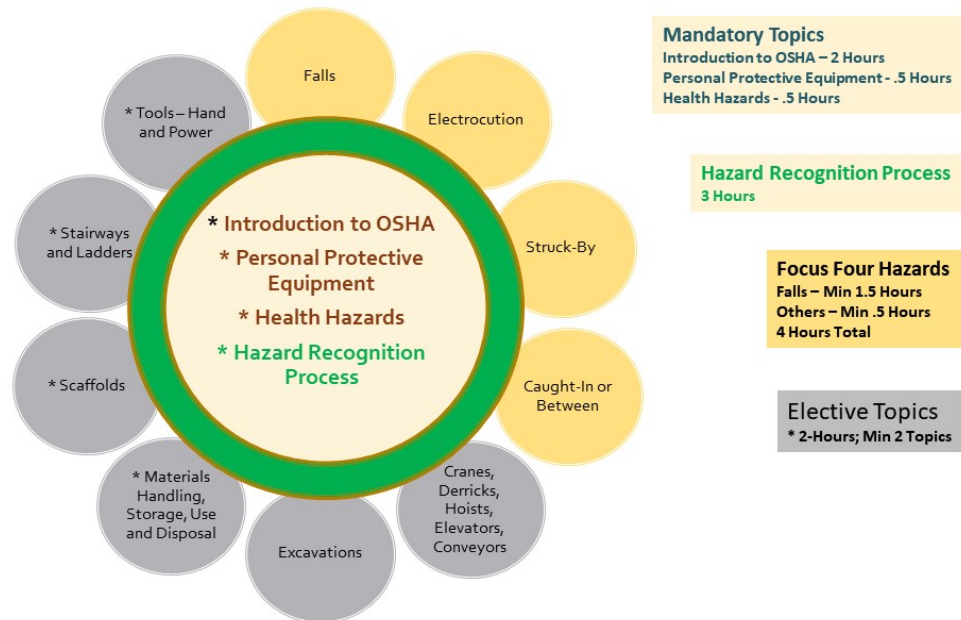 Falls
Electrocution
Struck-By
Caught-In or
Between
Cranes,
Derricks,
Hoists,
Elevators,
Conveyors
Excavations
* Materials
Handling,
Storage, Use
and Disposal
* Scaffolds
* Stairways
and Ladders
* Tools – Hand
and Power
* Introduction to OSHA
* Personal Protective
Equipment
* Health Hazards
* Hazard Recognition
Process
Mandatory Topics
Introduction to OSHA – 2 Hours
Personal Protective Equipment - .5 Hours
Health Hazards - .5 Hours
Hazard Recognition Process
3 Hours
Focus Four Hazards
Falls – Min 1.5 Hours
Others – Min .5 Hours
4 Hours Total
Elective Topics
* 2-Hours; Min 2 Topics